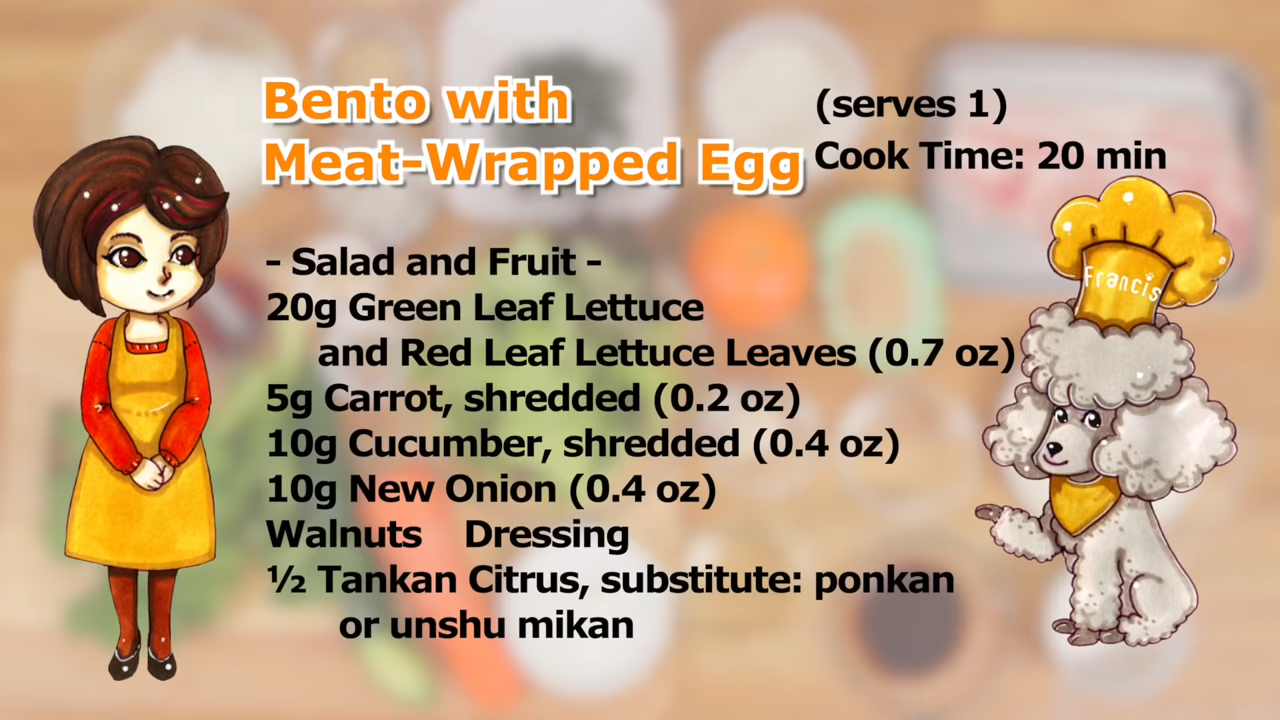 Bento with
Meat-Wrapped Egg
(serves 1)
Cook Time: 20 min
Francis
- Salad and Fruit -
20g Green Leaf Lettuce
and Red Leaf Lettuce Leaves (0.7 oz)
5g Carrot, shredded (0.2 oz)
10g Cucumber, shredded (0.4 oz)
10g New Onion (0.4 oz)
Walnuts Dressing
½ Tankan Citrus, substitute: ponkan
or unshu mikan